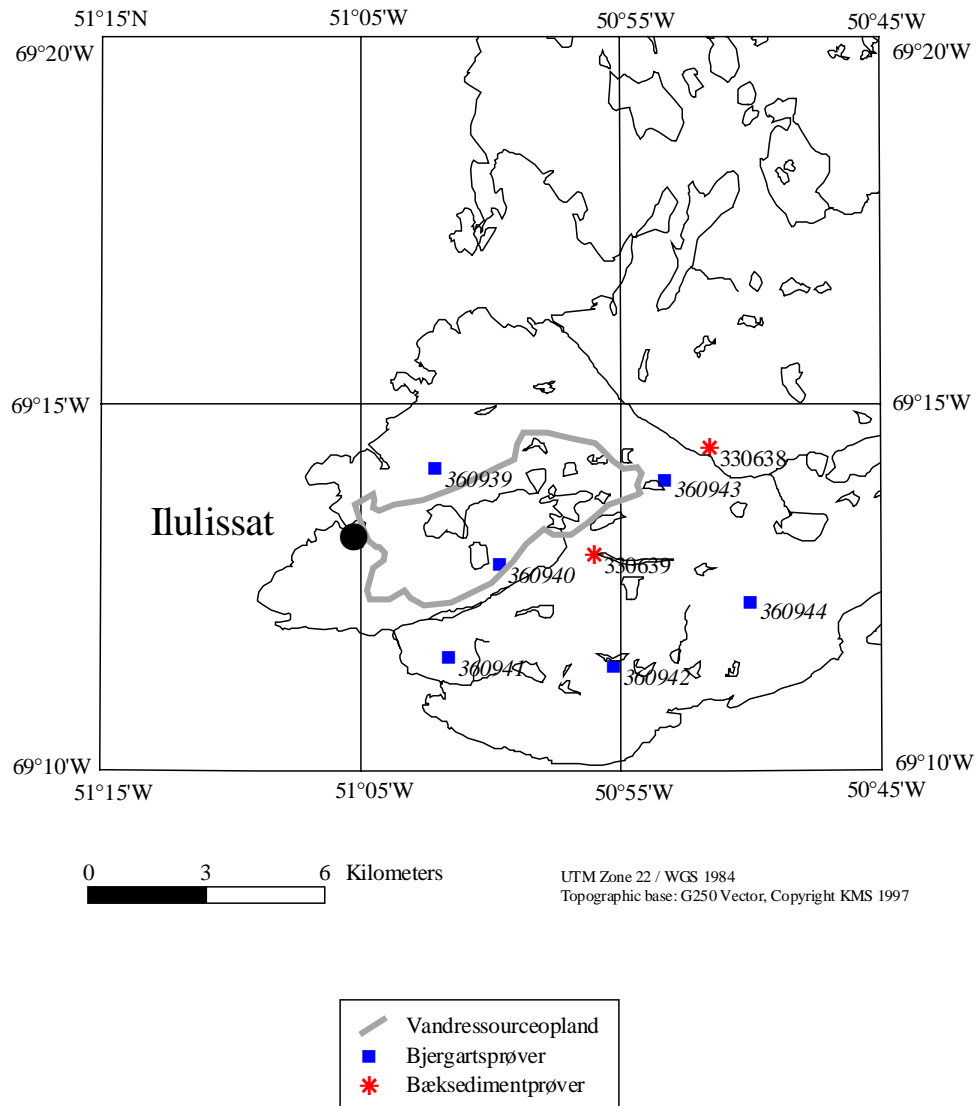 51°15'N 51°05'W 50°55'W 50°45'W
69°20'W 69°20'W
69°15'W 69°15'W
330638
360939
360943
Ilulissat
330639
360940
360944
360941
360942
69°10'W 69°10'W
51°15'W 51°05'W 50°55'W 50°45'W
0 3 6 Kilometers
UTM Zone 22 / WGS 1984
Topographic base: G250 Vector, Copyright KMS 1997
Vandressourceopland
Bjergartsprøver
Bæksedimentprøver